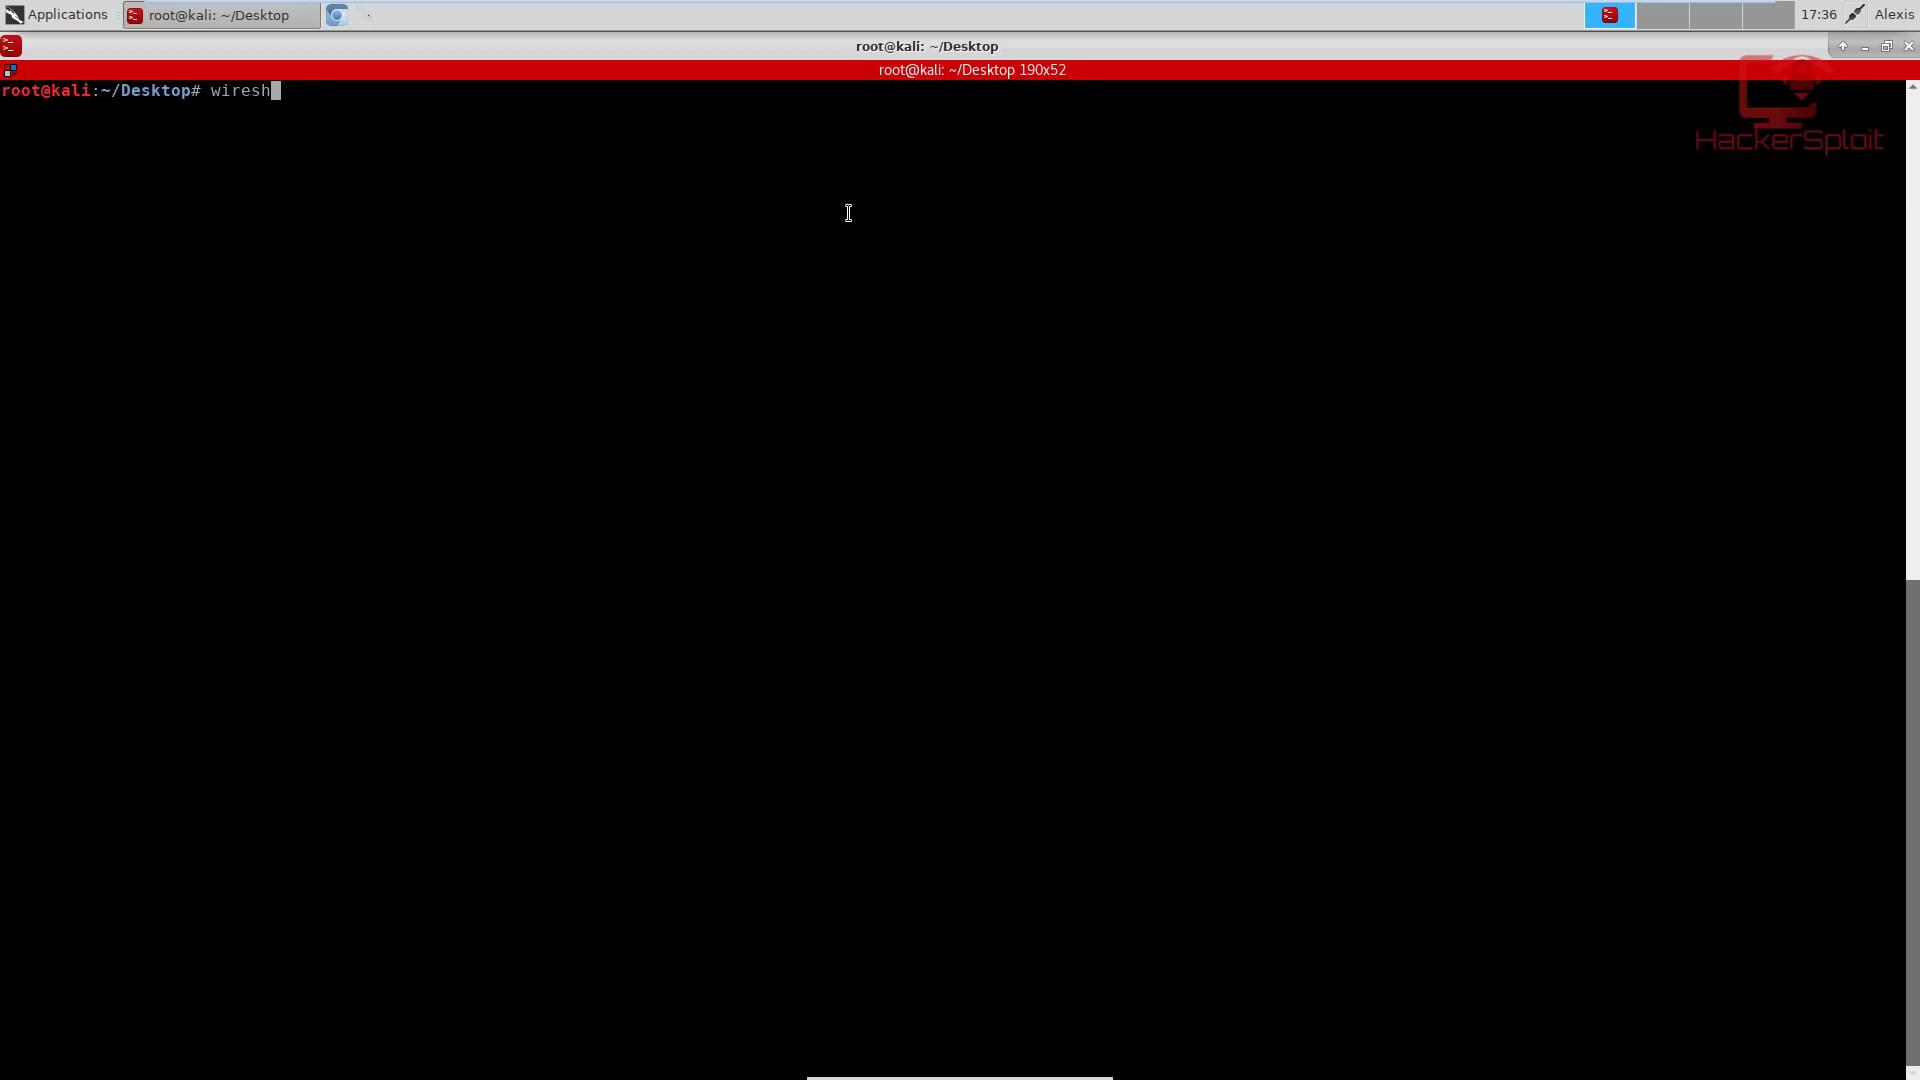 Applications
root@kali: ~/Desktop
17:36
Alexis
root@kali: ~/Desktop
root@kali: ~/Desktop 190x52
root@kali:~/Desktop# wiresh
HackerSploit